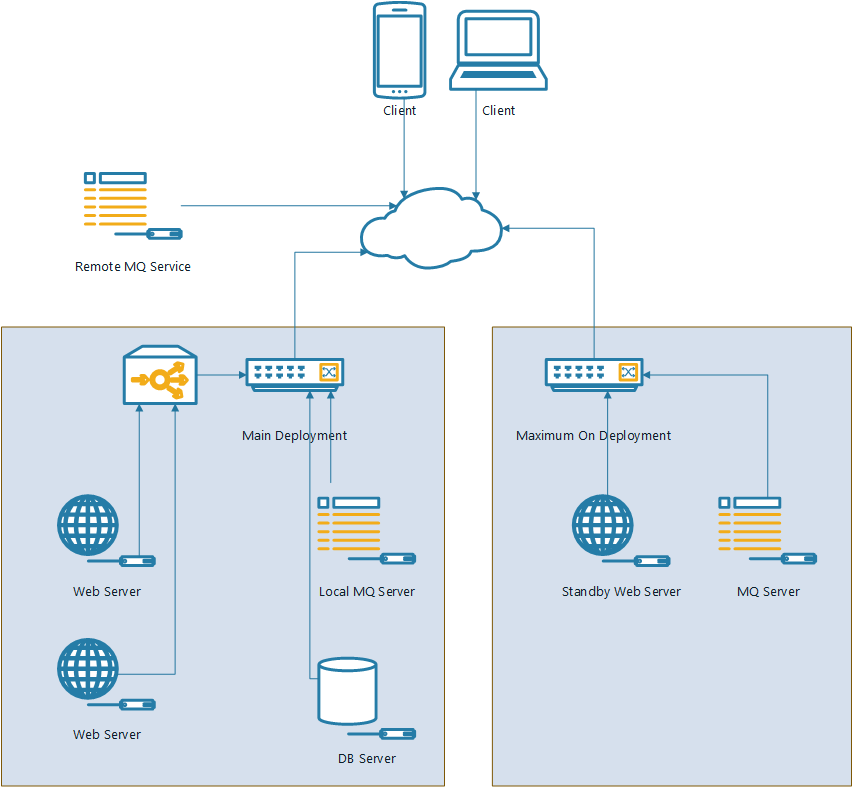 Client
Client
Remote MQ Service
Main Deployment
Maximum On Deployment
Web Server
Local MQ Server
Standby Web Server
MQ Server
Web Server
DB Server